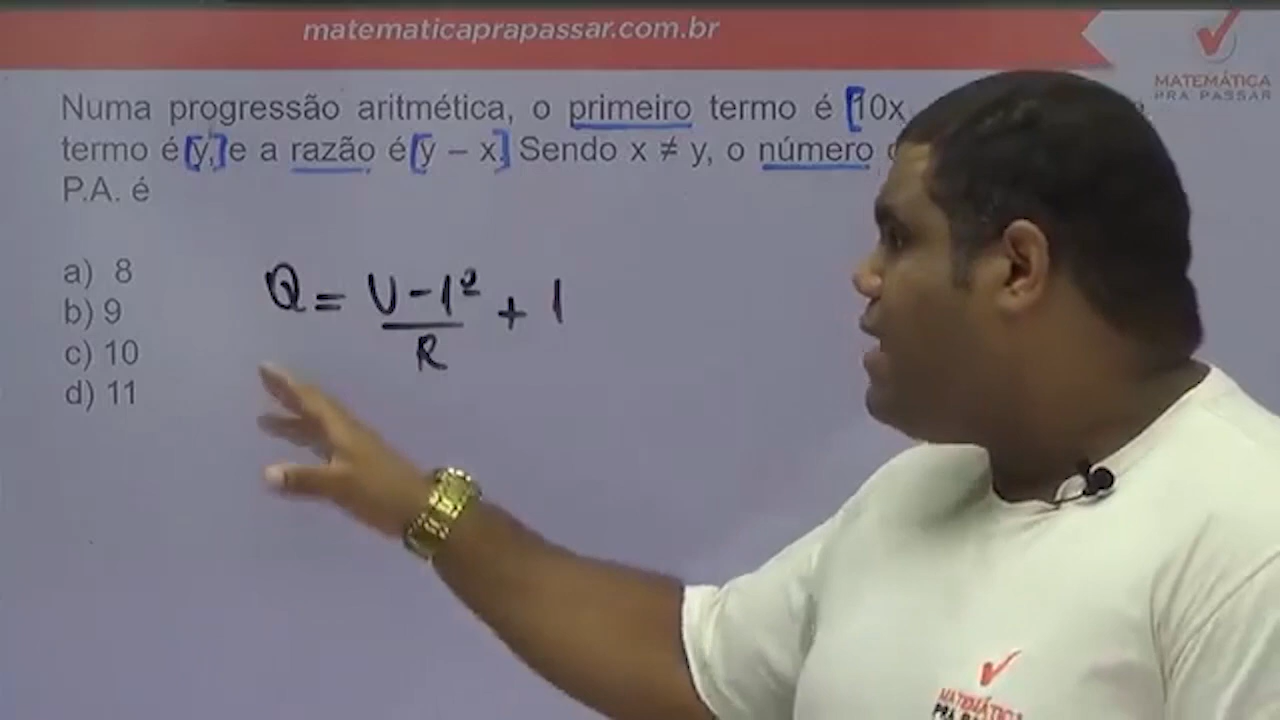 matematicaprapassar.com.br
MATEMÁTICA
PRA PASSAR
Numa progressão aritmética, o primeiro termo é [10x,
termo é [y,] e a razão é [y – x.] Sendo x ≠ y, o número
P.A. é
a) 8
b) 9
c) 10
d) 11
Q = U - 1º + 1
R
MATEMÁTICA